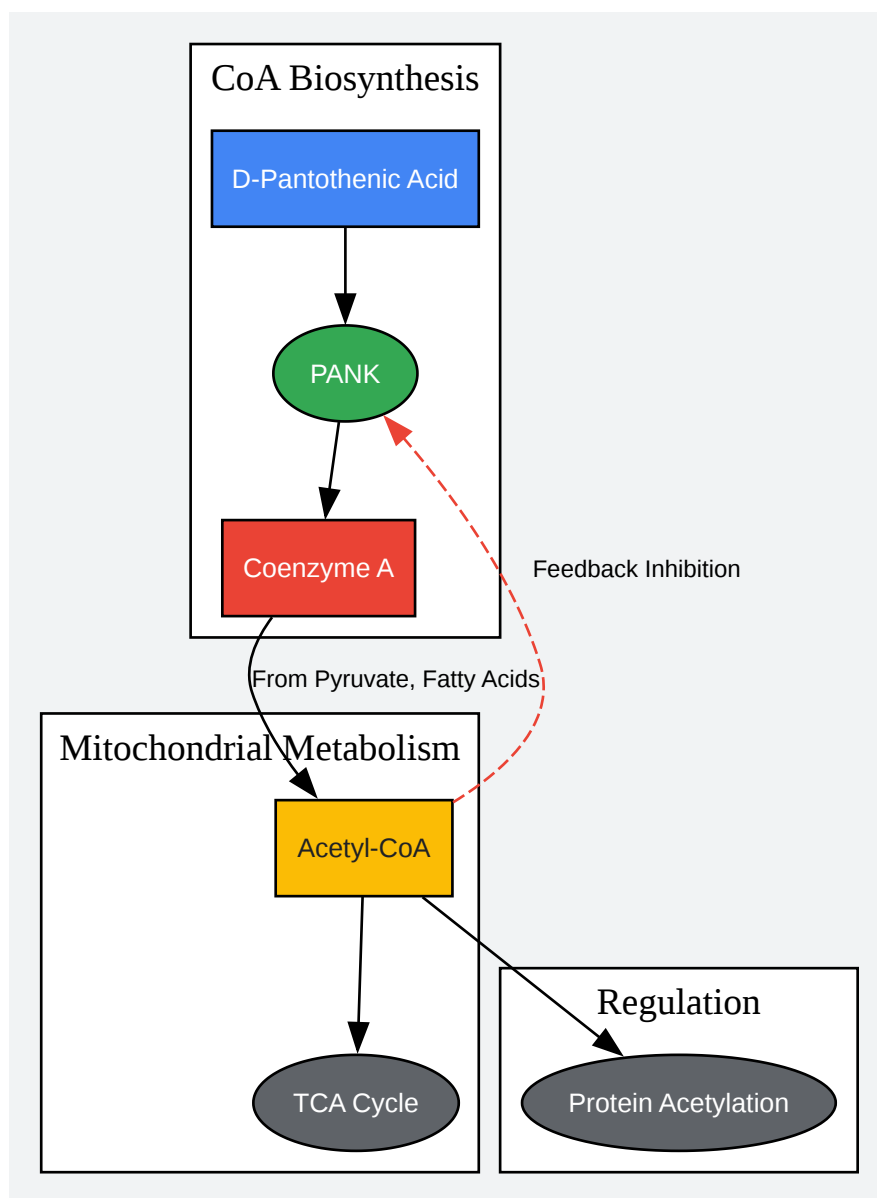 CoA Biosynthesis
D-Pantothenic Acid
PANK
Coenzyme A
Feedback Inhibition
From Pyruvate, Fatty Acids
Mitochondrial Metabolism
Acetyl-CoA
Regulation
TCA Cycle
Protein Acetylation